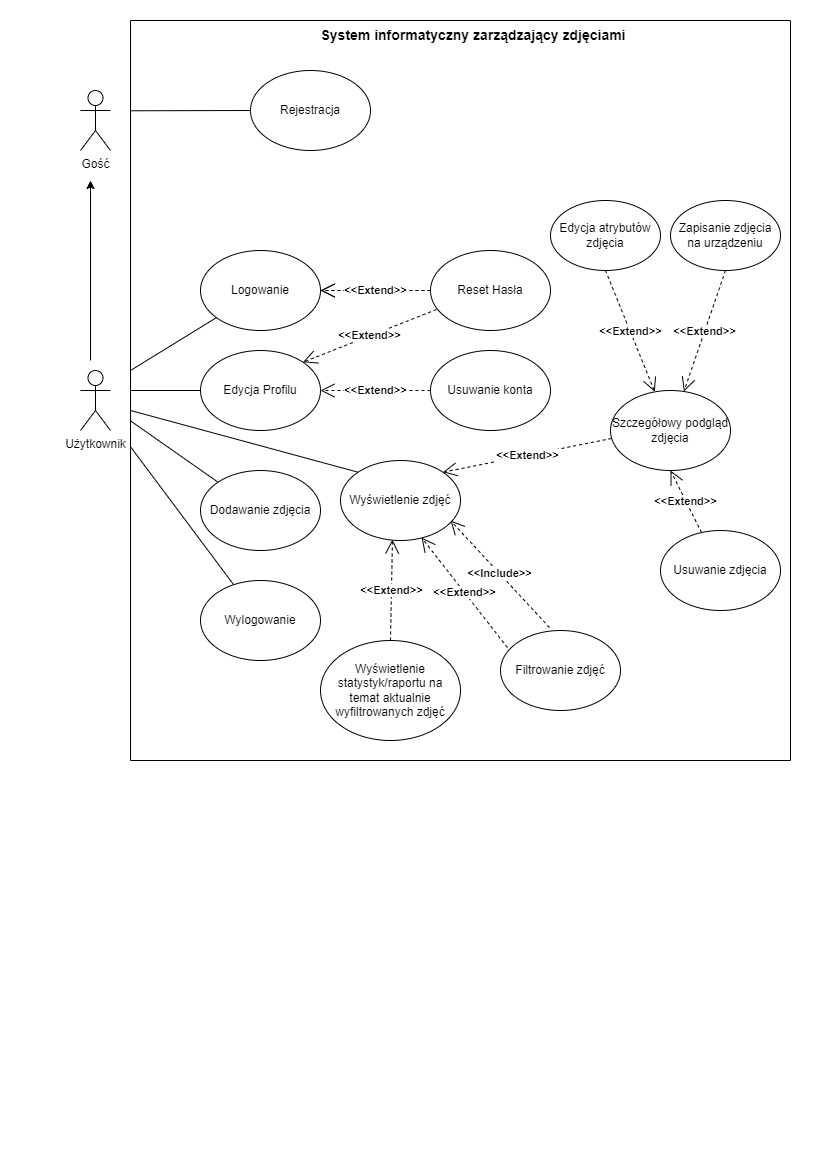 System informatyczny zarządzający zdjęciami
Rejestracja
Gość
Edycja atrybutów
zdjęcia
Zapisanie zdjęcia
na urządzeniu
Logowanie
<<Extend>>
Reset Hasła
<<Extend>>
<<Extend>>
<<Extend>>
Edycja Profilu
<<Extend>>
Usuwanie konta
Użytkownik
Szczegółowy podgląd
zdjęcia
<<Extend>>
Wyświetlenie zdjęć
Dodawanie zdjęcia
<<Extend>>
Usuwanie zdjęcia
<<Include>>
<<Extend>>
<<Extend>>
Wylogowanie
Wyświetlenie
statystyk/raportu na
temat aktualnie
wyfiltrowanych zdjęć
Filtrowanie zdjęć